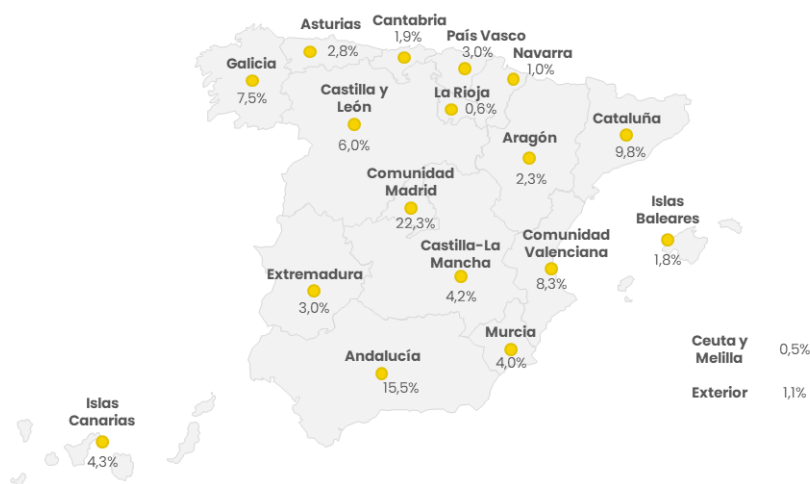 Asturias
2,8%
Cantabria
1,9%
País Vasco
3,0%
Navarra
1,0%
Galicia
7,5%
Castilla y
León
6,0%
La Rioja
0,6%
Aragón
2,3%
Cataluña
9,8%
Comunidad
Madrid
22,3%
Islas
Baleares
1,8%
Castilla-La
Mancha
4,2%
Comunidad
Valenciana
8,3%
Extremadura
3,0%
Murcia
4,0%
Andalucía
15,5%
Ceuta y
Melilla
0,5%
Exterior
1,1%
Islas
Canarias
4,3%